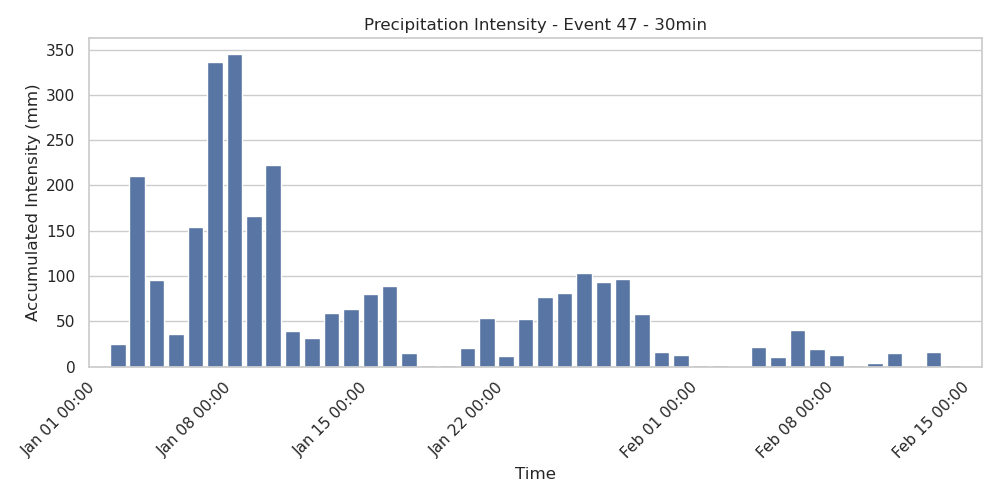 Precipitation Intensity - Event 47 - 30min
Accumulated Intensity (mm)
350
300
250
200
150
100
50
0
Jan 01 00:00
Jan 08 00:00
Jan 15 00:00
Jan 22 00:00
Feb 01 00:00
Feb 08 00:00
Feb 15 00:00
Time